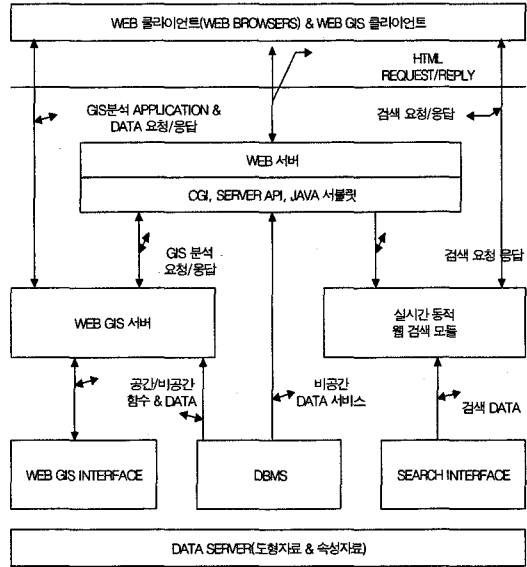 WEB 쿨라이언트(WEB BROWSERS) & WEB GIS 클라이언트
HTML
REQUEST/REPLY
GIS분석 APPLICATION &
DATA 요청/응답
검색 요청/응답
WEB 서버
CGI, SERVER API, JAVA 서블릿
GIS 분석
요청/응답
검색 요청 응답
WEB GIS 서버
실시간 동적
웹 검색 모듈
공간/비공간
함수 & DATA
비공간
DATA 서비스
검색 DATA
WEB GIS INTERFACE
DBMS
SEARCH INTERFACE
DATA SERVER(도형자료 & 속성자료)